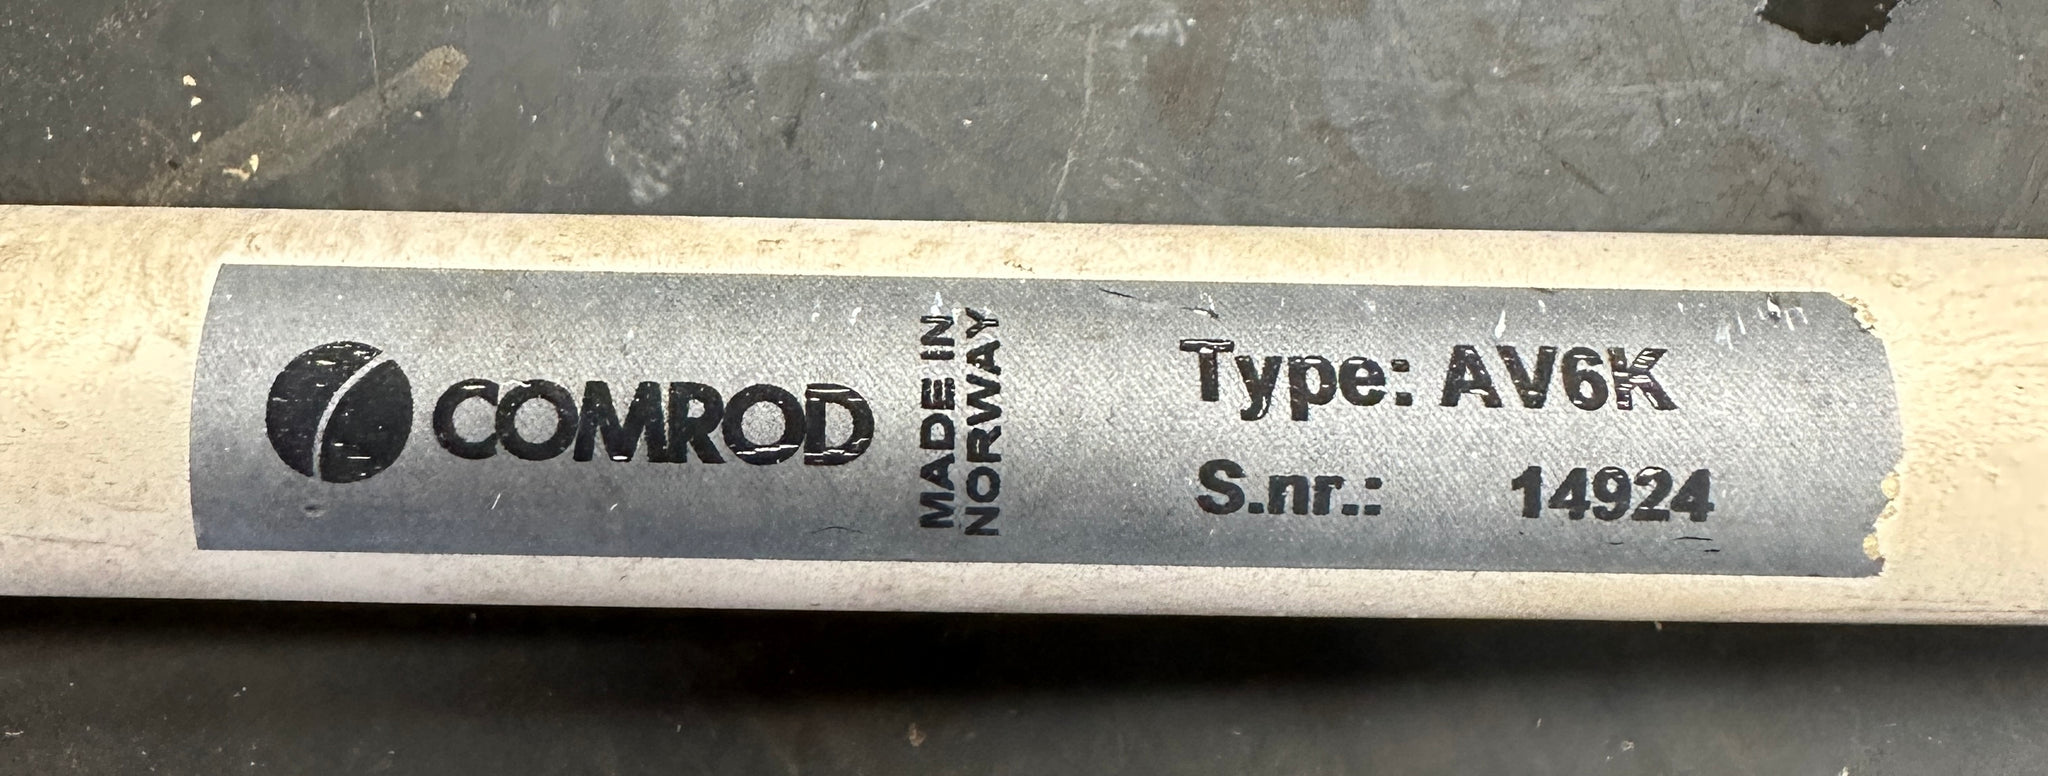 COMROD
MADE IN
NORWAY
Type: AV6K
S.nr.: 14924